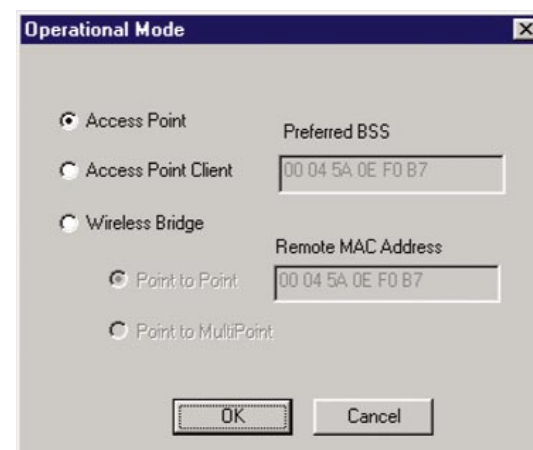 Operational Mode
Access Point
Preferred BSS
Access Point Client
00 04 5A 0E F0 B7
Wireless Bridge
Remote MAC Address
Point to Point
00 04 5A 0E F0 B7
Point to MultiPoint
OK
Cancel